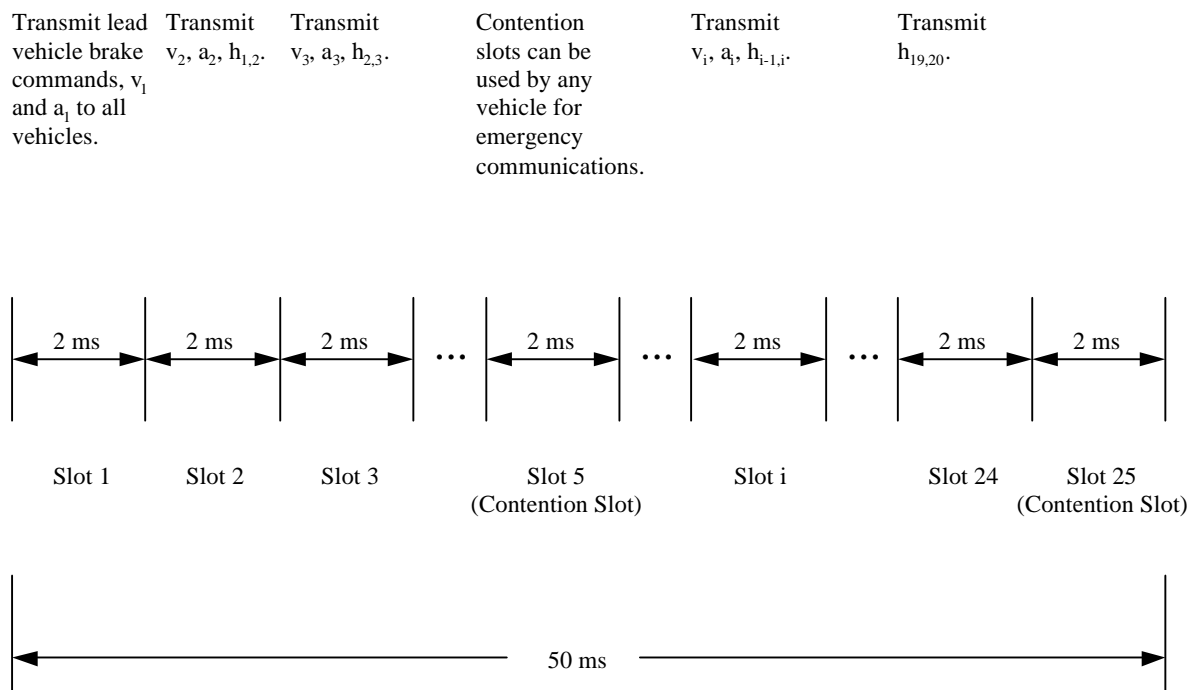 Transmit lead
vehicle brake
commands, v₁
and a₁ to all
vehicles.
Transmit
v₂, a₂, h₁,₂.
Transmit
v₃, a₃, h₂,₃.
Contention
slots can be
used by any
vehicle for
emergency
communications.
Transmit
vᵢ, aᵢ, hᵢ₋₁,ᵢ.
Transmit
h₁₉,₂₀.
2 ms 2 ms 2 ms ... 2 ms ... 2 ms ... 2 ms 2 ms
Slot 1 Slot 2 Slot 3 Slot 5 Slot i Slot 24 Slot 25
(Contention Slot) (Contention Slot)
50 ms